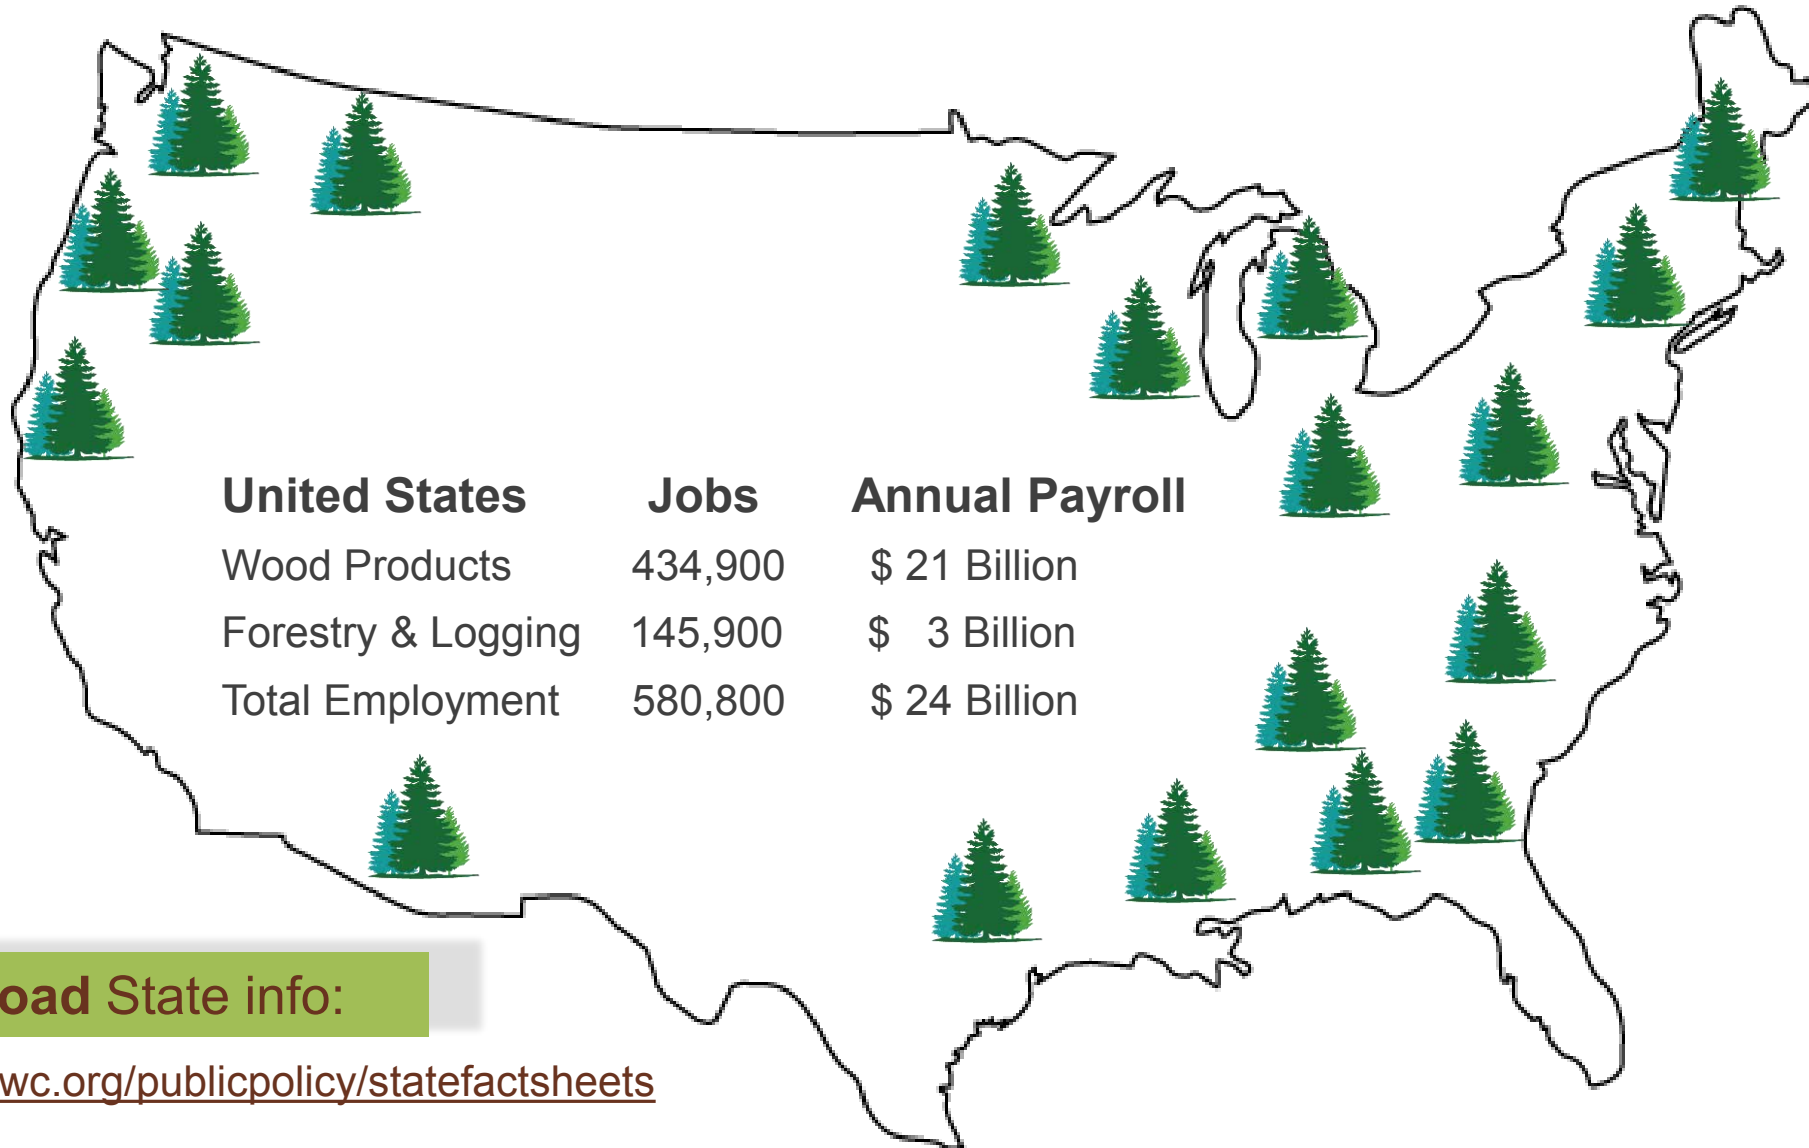 United States Jobs Annual Payroll
Wood Products 434,900 $ 21 Billion
Forestry & Logging 145,900 $ 3 Billion
Total Employment 580,800 $ 24 Billion
oad State info:
wc.org/publicpolicy/statefactsheets